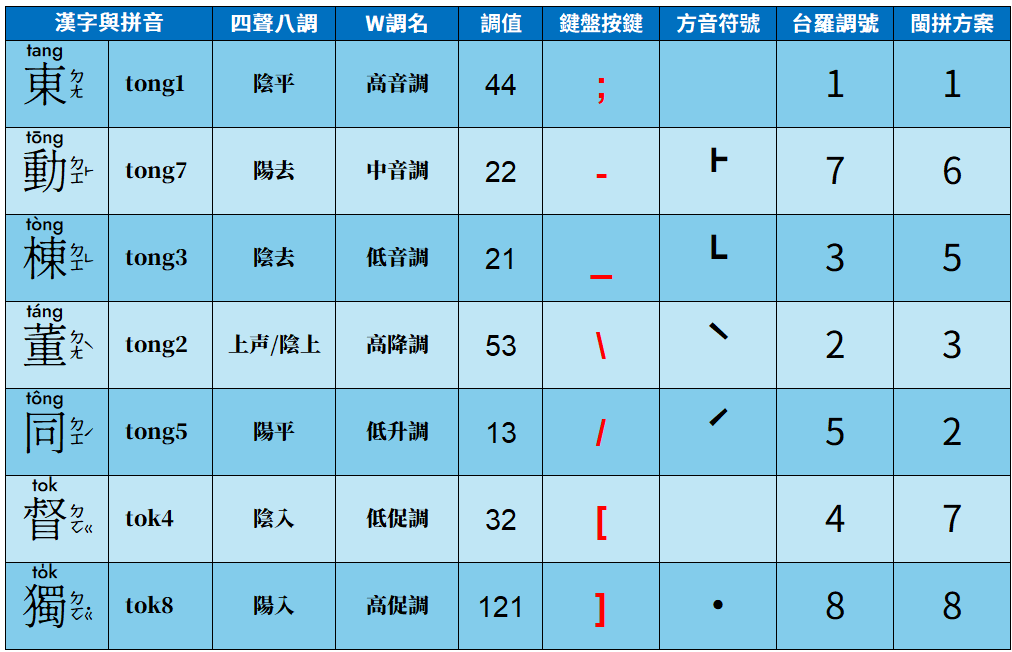 漢字與拼音 四聲八調 W調名 調值 鍵盤按鍵 方音符號 台羅調號 閩拼方案
tang
東 ㄉㄤ tong1 陰平 高音調 44 ; 1 1
tōng
動 ㄉㆲ˫ tong7 陽去 中音調 22 - ˫ 7 6
tòng
棟 ㄉㆲ˪ tong3 陰去 低音調 21 _ ˪ 3 5
táng
董 ㄉㄤˋ tong2 上声/陰上 高降調 53 \ ˋ 2 3
tông
同 ㄉㆲˊ tong5 陽平 低升調 13 / ˊ 5 2
tok
督 ㄉㄛㆻ tok4 陰入 低促調 32 [ 4 7
to̍k
獨 ㄉㄛㆻ˙ tok8 陽入 高促調 121 ] ˙ 8 8